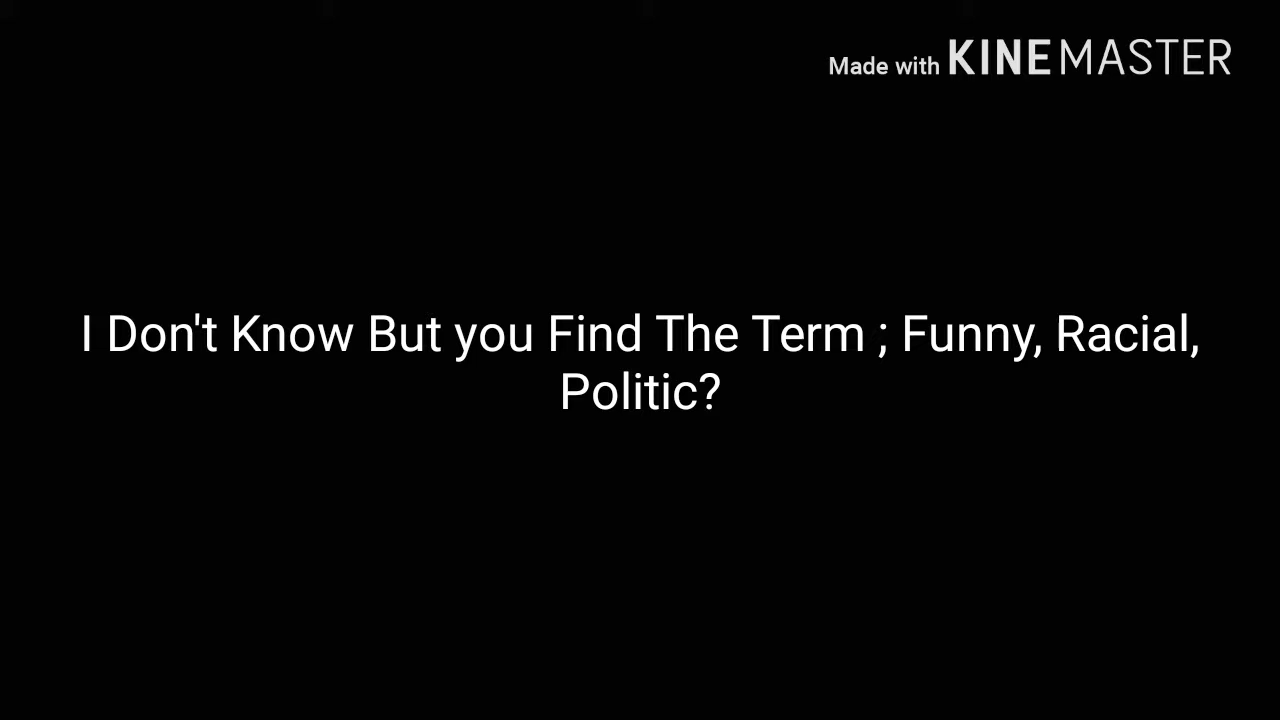 Made with KINEMASTER
I Don't Know But you Find The Term ; Funny, Racial,
Politic?